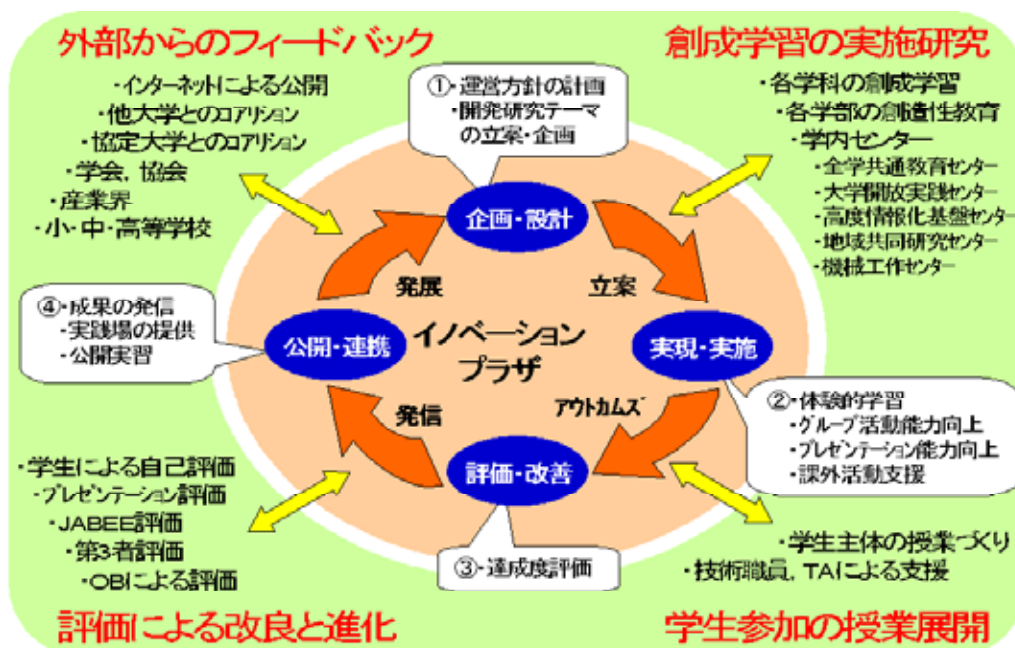 外部からのフィードバック
・インターネットによる公開
・他大学とのコアリション
・協定大学とのコアリション
・学会, 協会
・産業界
・小・中・高等学校
①・運営方針の計画
・開発研究テーマ
の立案・企画
創成学習の実施研究
・各学科の創成学習
・各学部の創造性教育
・学内センター
・全学共通教育センター
・大学開放実践センター
・高度情報化基盤センター
・地域共同研究センター
・機械工作センター
企画・設計
発展
立案
④・成果の発信
・実践場の提供
・公開実習
公開・連携
イノベーション
プラザ
実現・実施
発信
アウトカムズ
②・体験的学習
・グループ活動能力向上
・プレゼンテーション能力向上
・課外活動支援
評価・改善
③・達成度評価
・学生による自己評価
・プレゼンテーション評価
・JABEE評価
・第3者評価
・OBによる評価
評価による改良と進化
・学生主体の授業づくり
・技術職員, TAによる支援
学生参加の授業展開